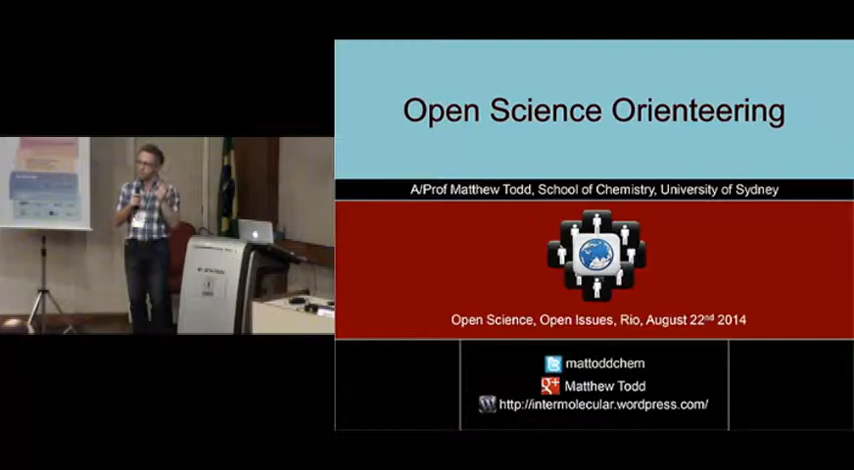 Open Science Orienteering
A/Prof Matthew Todd, School of Chemistry, University of Sydney
Open Science, Open Issues, Rio, August 22nd 2014
mattoddchem
Matthew Todd
http://intermolecular.wordpress.com/